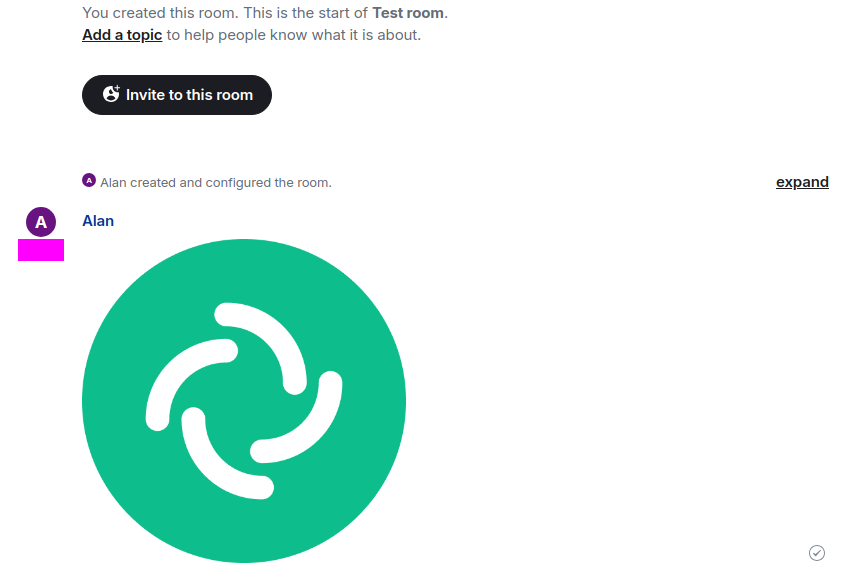 You created this room. This is the start of Test room.
Add a topic to help people know what it is about.
Invite to this room
A Alan created and configured the room.
expand
A
Alan